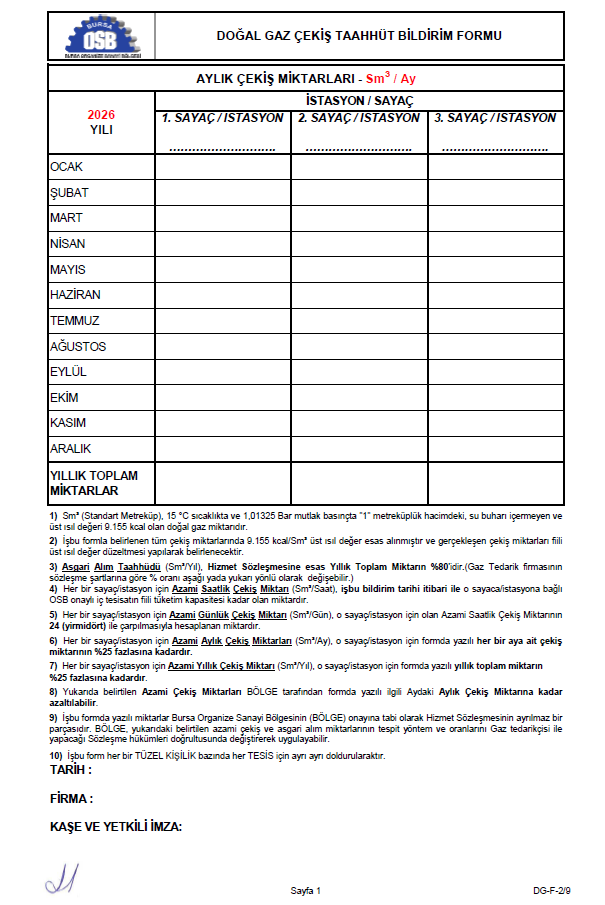 BURSA
OSB
BURSA ORGANİZE SANAYİ BÖLGESİ
DOĞAL GAZ ÇEKİŞ TAAHHÜT BİLDİRİM FORMU
AYLIK ÇEKİŞ MİKTARLARI - Sm³ / Ay
2026
YILI
İSTASYON / SAYAÇ
1. SAYAÇ / İSTASYON 2. SAYAÇ / İSTASYON 3. SAYAÇ / İSTASYON
............................ ............................ ............................
OCAK
ŞUBAT
MART
NİSAN
MAYIS
HAZİRAN
TEMMUZ
AĞUSTOS
EYLÜL
EKİM
KASIM
ARALIK
YILLIK TOPLAM
MİKTARLAR
1) Sm³ (Standart Metreküp), 15 °C sıcaklıkta ve 1,01325 Bar mutlak basınçta "1" metreküplük hacimdeki, su buharı içermeyen ve
üst ısıl değeri 9.155 kcal olan doğal gaz miktarıdır.
2) İşbu formla belirlenen tüm çekiş miktarlarında 9.155 kcal/Sm³ üst ısıl değer esas alınmıştır ve gerçekleşen çekiş miktarları fiili
üst ısıl değer düzeltmesi yapılarak belirlenecektir.
3) Asgari Alım Taahhüdü (Sm³/Yıl), Hizmet Sözleşmesine esas Yıllık Toplam Miktarın %80'idir.(Gaz Tedarik firmasının
sözleşme şartlarına göre % oranı aşağı yada yukarı yönlü olarak değişebilir.)
4) Her bir sayaç/istasyon için Azami Saatlik Çekiş Miktarı (Sm³/Saat), işbu bildirim tarihi itibari ile o sayaca/istasyona bağlı
OSB onaylı iç tesisatın fiili tüketim kapasitesi kadar olan miktardır.
5) Her bir sayaç/istasyon için Azami Günlük Çekiş Miktarı (Sm³/Gün), o sayaç/istasyon için olan Azami Saatlik Çekiş Miktarının
24 (yirmidört) ile çarpılmasıyla hesaplanan miktardır.
6) Her bir sayaç/istasyon için Azami Aylık Çekiş Miktarları (Sm³/Ay), o sayaç/istasyon için formda yazılı her bir aya ait çekiş
miktarının %25 fazlasına kadardır.
7) Her bir sayaç/istasyon için Azami Yıllık Çekiş Miktarı (Sm³/Yıl), o sayaç/istasyon için formda yazılı yıllık toplam miktarın
%25 fazlasına kadardır.
8) Yukarıda belirtilen Azami Çekiş Miktarları BÖLGE tarafından formda yazılı ilgili Aydaki Aylık Çekiş Miktarına kadar
azaltılabilir.
9) İşbu formda yazılı miktarlar Bursa Organize Sanayi Bölgesinin (BÖLGE) onayına tabi olarak Hizmet Sözleşmesinin ayrılmaz bir
parçasıdır. BÖLGE, yukarıdaki belirtilen azami çekiş ve asgari alım miktarlarının tespit yöntem ve oranlarını Gaz tedarikçisi ile
yapacağı Sözleşme hükümleri doğrultusunda değiştirerek uygulayabilir.
10) İşbu form her bir TÜZEL KİŞİLİK bazında her TESİS için ayrı ayrı doldurularaktır.
TARİH :
FİRMA :
KAŞE VE YETKİLİ İMZA:
Sayfa 1
DG-F-2/9